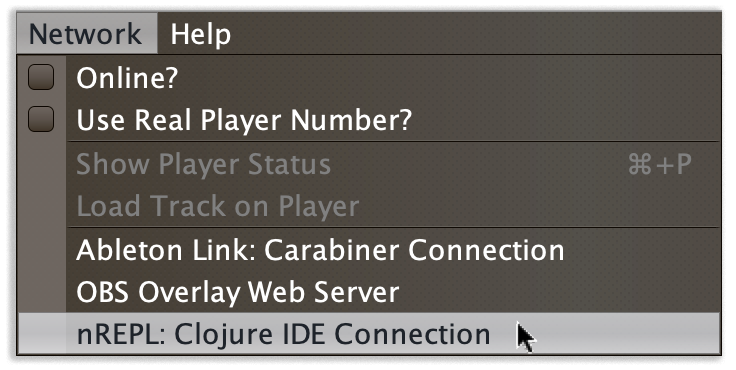 Network Help
Online?
Use Real Player Number?
Show Player Status ⌘+P
Load Track on Player
Ableton Link: Carabiner Connection
OBS Overlay Web Server
nREPL: Clojure IDE Connection